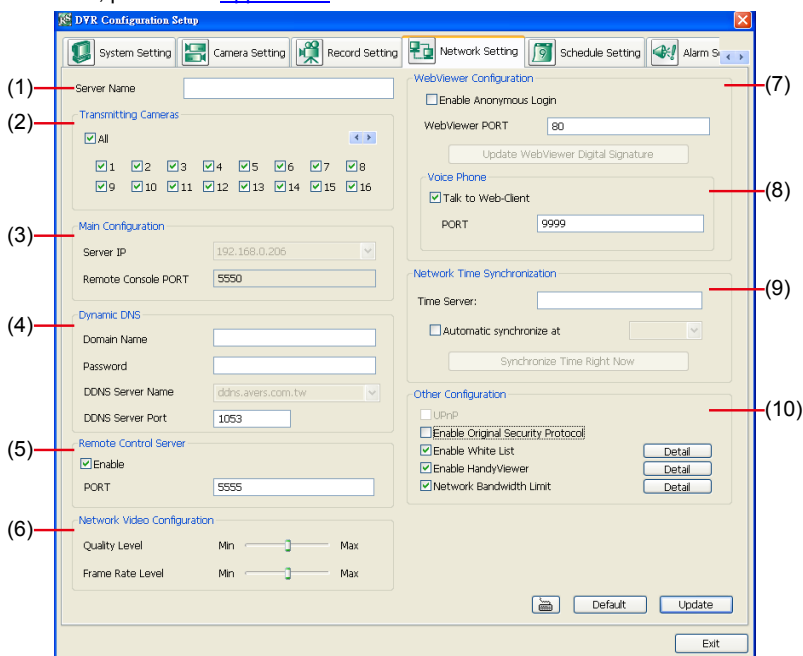 DVR Configuration Setup
System Setting
Camera Setting
Record Setting
Network Setting
Schedule Setting
Alarm S
(1)
Server Name
(2)
Transmitting Cameras
All
1 2 3 4 5 6 7 8
9 10 11 12 13 14 15 16
(3)
Main Configuration
Server IP 192.168.0.206
Remote Console PORT 5550
(4)
Dynamic DNS
Domain Name
Password
DDNS Server Name ddns.avers.com.tw
DDNS Server Port 1053
(5)
Remote Control Server
Enable
PORT 5555
(6)
Network Video Configuration
Quality Level Min Max
Frame Rate Level Min Max
(7)
WebViewer Configuration
Enable Anonymous Login
WebViewer PORT 80
Update WebViewer Digital Signature
(8)
Voice Phone
Talk to Web-Client
PORT 9999
(9)
Network Time Synchronization
Time Server:
Automatic synchronize at
Synchronize Time Right Now
(10)
Other Configuration
UPnP
Enable Original Security Protocol
Enable White List Detail
Enable HandyViewer Detail
Network Bandwidth Limit Detail
Default Update
Exit